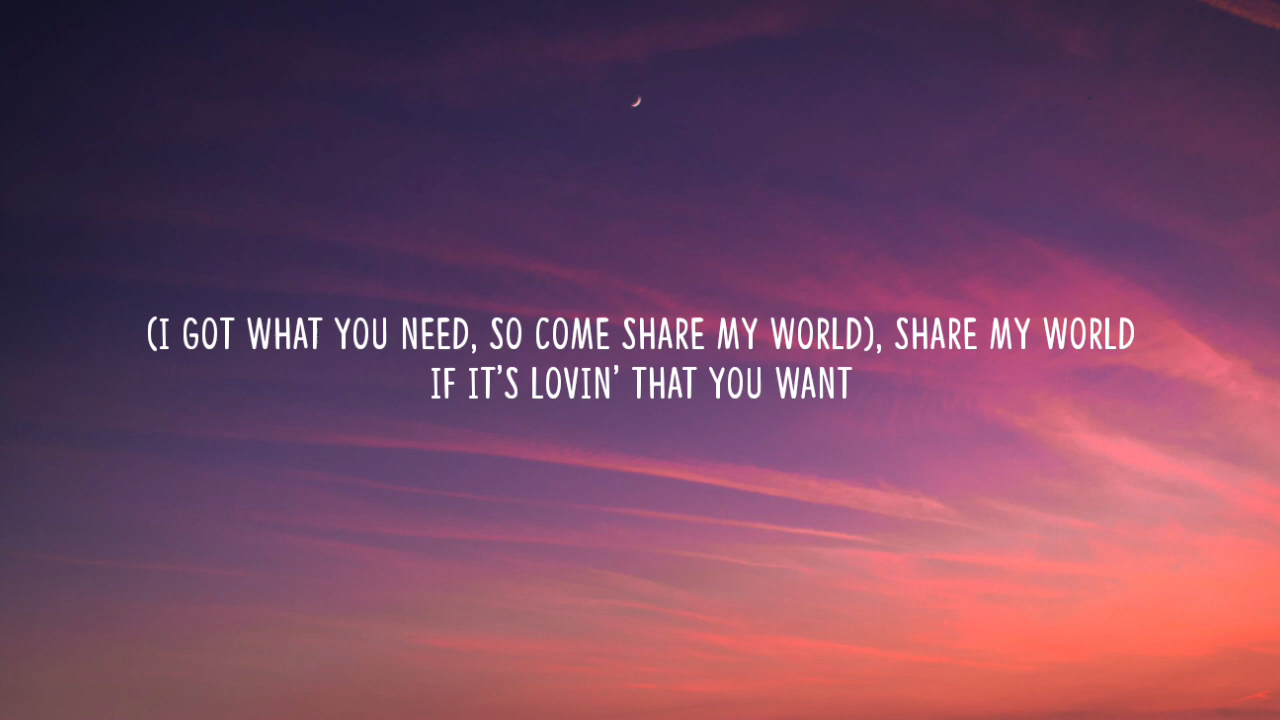 (I GOT WHAT YOU NEED, SO COME SHARE MY WORLD), SHARE MY WORLD
IF IT’S LOVIN’ THAT YOU WANT